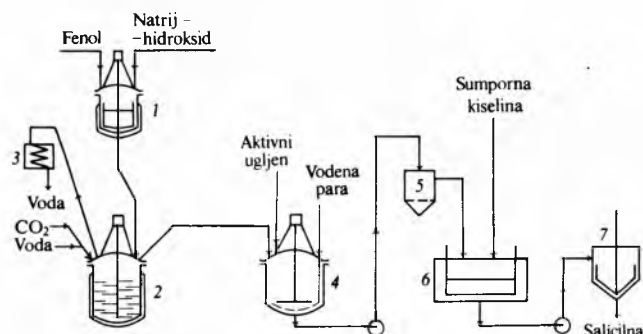 Natrij -
Fenol
-hidroksid
1
Sumporna
kiselina
3
Aktivni
ugljen
Vodena
para
5
7
Voda
CO₂
Voda
2
4
6
Salicilna